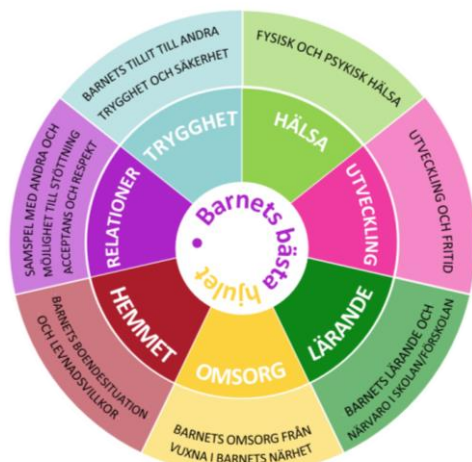 Barnets bästa
hjulet
TRYGGHET
BARNETS TILLIT TILL ANDRA
TRYGGHET OCH SÄKERHET
HÄLSA
FYSISK OCH PSYKISK HÄLSA
UTVECKLING
UTVECKLING OCH FRITID
LÄRANDE
BARNETS LÄRANDE OCH
NÄRVARO I SKOLAN/FÖRSKOLAN
OMSORG
BARNETS OMSORG FRÅN
VUXNA I BARNETS NÄRHET
HEMMET
BARNETS BOENDESITUATION
OCH LEVNADSVILLKOR
RELATIONER
SAMSPEL MED ANDRA OCH
MÖJLIGHET TILL STÖTTNING
ACCEPTANS OCH RESPEKT